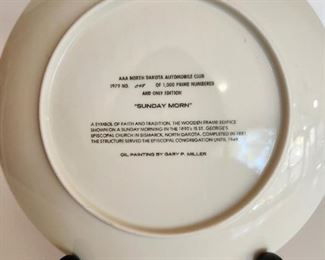 AAA NORTH DAKOTA AUTOMOBILE CLUB
1979 NO. OF 1,000 PRIME NUMBERED
AND ONLY EDITION
"SUNDAY MORN"
A SYMBOL OF FAITH AND TRADITION, THE WOODEN FRAME EDIFICE
SHOWN ON A SUNDAY MORNING IN THE 1890's IS ST. GEORGE'S
EPISCOPAL CHURCH IN BISMARCK, NORTH DAKOTA. COMPLETED IN 1881
THE STRUCTURE SERVED THE EPISCOPAL CONGREGATION UNTIL
OIL PAINTING BY GARY P. MILLER